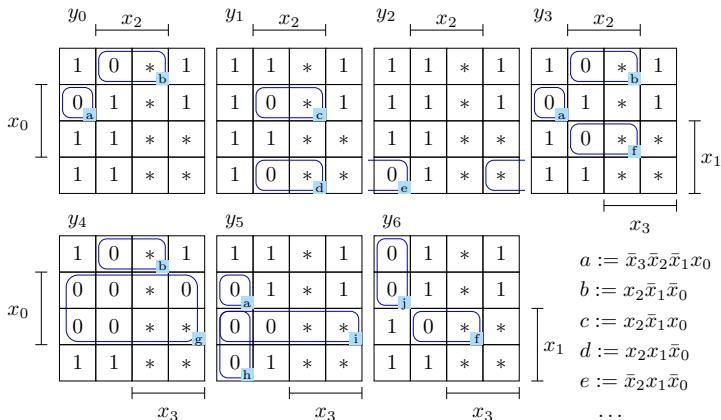 y₀ x₂ y₁ x₂ y₂ x₂ y₃ x₂
1 0 * 1 1 1 * 1 1 1 * 1 1 0 * 1
b b
x₀
0 1 * 1 1 0 * 1 1 1 * 1 0 1 * 1
a c a
1 1 * * 1 1 * * 1 1 * * 1 0 * *
f
x₁
1 1 * * 1 0 * * 0 1 * * 1 1 * *
d e
x₃
y₄ y₅ y₆
1 0 * 1 1 1 * 1 0 1 * 1
b
x₀
0 0 * 0 0 1 * 1 0 1 * 1
a j
0 0 * * 0 0 * * 1 0 * *
g i f
x₁
1 1 * * 0 1 * * 1 1 * *
h
x₃ x₃ x₃
a := x̄₃x̄₂x̄₁x₀
b := x₂x̄₁x̄₀
c := x₂x̄₁x₀
d := x₂x₁x̄₀
e := x̄₂x₁x̄₀
...